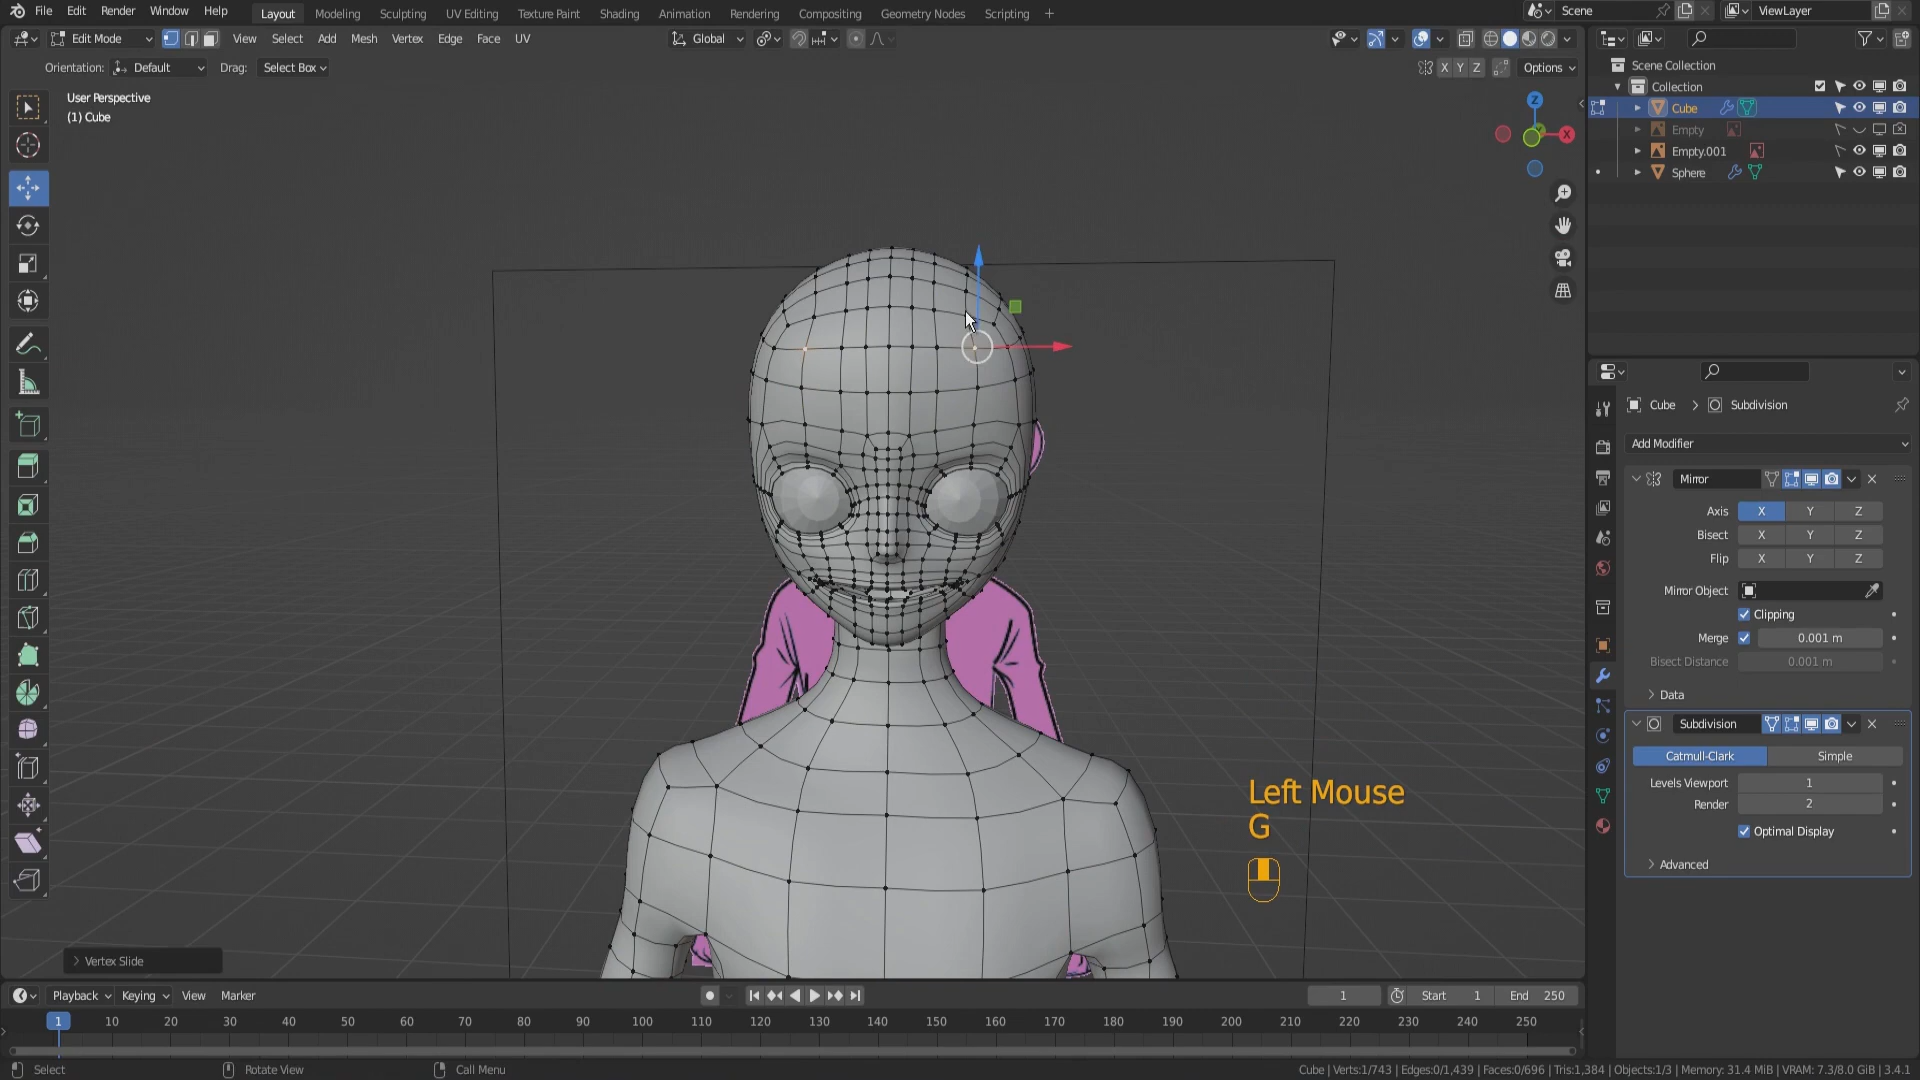 File Edit Render Window Help Layout Modeling Sculpting UV Editing Texture Paint Shading Animation Rendering Compositing Geometry Nodes Scripting + Scene ViewLayer
Edit Mode View Select Add Mesh Vertex Edge Face UV Global
Orientation: Default Drag: Select Box X Y Z Options
User Perspective
(1) Cube
Z
X
Scene Collection
Collection
Cube
Empty
Empty.001
Sphere
Cube > Subdivision
Add Modifier
Mirror
Axis X Y Z
Bisect X Y Z
Flip X Y Z
Mirror Object
Clipping
Merge 0.001 m
Bisect Distance 0.001 m
Data
Subdivision
Catmull-Clark Simple
Levels Viewport 1
Render 2
Optimal Display
Advanced
Left Mouse
G
Vertex Slide
Playback Keying View Marker 1 Start 1 End 250
1 10 20 30 40 50 60 70 80 90 100 110 120 130 140 150 160 170 180 190 200 210 220 230 240 250
Select Rotate View Call Menu Cube | Verts:1/743 | Edges:0/1,439 | Faces:0/696 | Tris:1,384 | Objects:1/3 | Memory: 31.4 MiB | VRAM: 7.3/8.0 GiB | 3.4.1